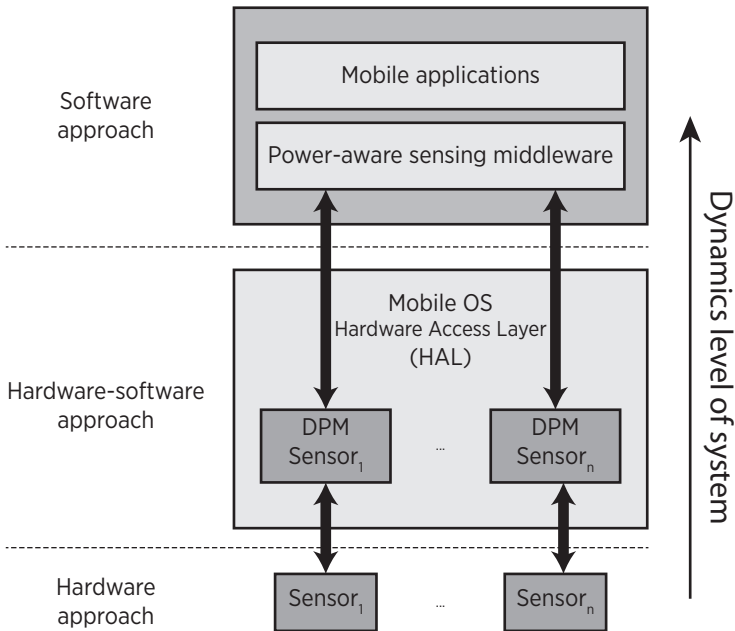 Software
approach
Mobile applications
Power-aware sensing middleware
Hardware-software
approach
Mobile OS
Hardware Access Layer
(HAL)
DPM
Sensor₁
...
DPM
Sensorₙ
Hardware
approach
Sensor₁
...
Sensorₙ
Dynamics level of system